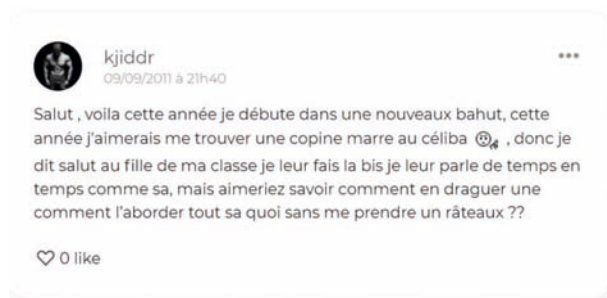 kjiddr
09/09/2011 à 21h40
Salut , voila cette année je débute dans une nouveaux bahut, cette
année j'aimerais me trouver une copine marre au céliba , donc je
dit salut au fille de ma classe je leur fais la bis je leur parle de temps en
temps comme sa, mais aimeriez savoir comment en draguer une
comment l'aborder tout sa quoi sans me prendre un râteaux ??
0 like